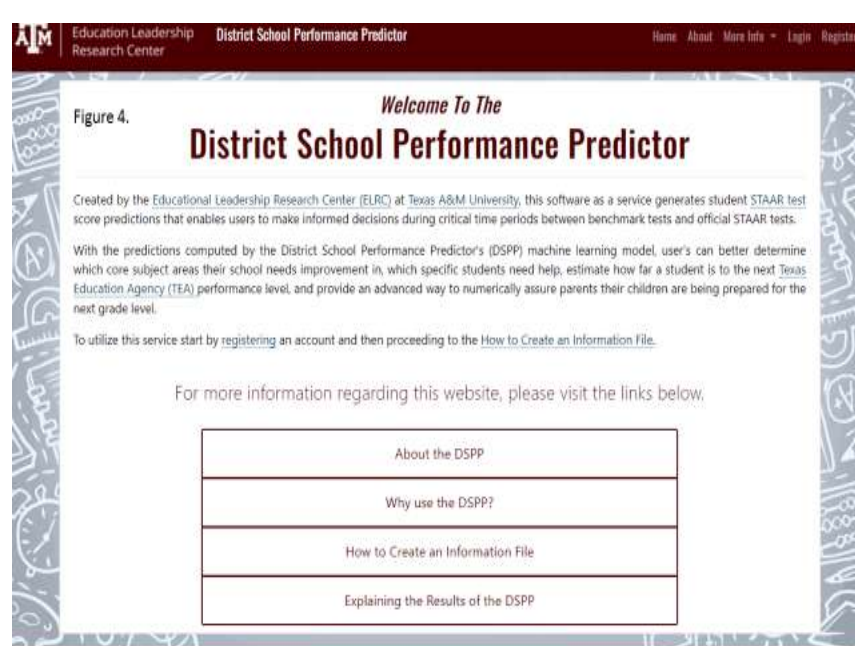 ĀM
Education Leadership
Research Center
District School Performance Predictor
Home About More Info Login Register
Figure 4.
Welcome To The
District School Performance Predictor
Created by the Educational Leadership Research Center (ELRC) at Texas A&M University, this software as a service generates student STAAR test
score predictions that enables users to make informed decisions during critical time periods between benchmark tests and official STAAR tests.
With the predictions computed by the District School Performance Predictor's (DSPP) machine learning model, user's can better determine
which core subject areas their school needs improvement in, which specific students need help, estimate how far a student is to the next Texas
Education Agency (TEA) performance level, and provide an advanced way to numerically assure parents their children are being prepared for the
next grade level.
To utilize this service start by registering an account and then proceeding to the How to Create an Information File.
For more information regarding this website, please visit the links below.
About the DSPP
Why use the DSPP?
How to Create an Information File
Explaining the Results of the DSPP